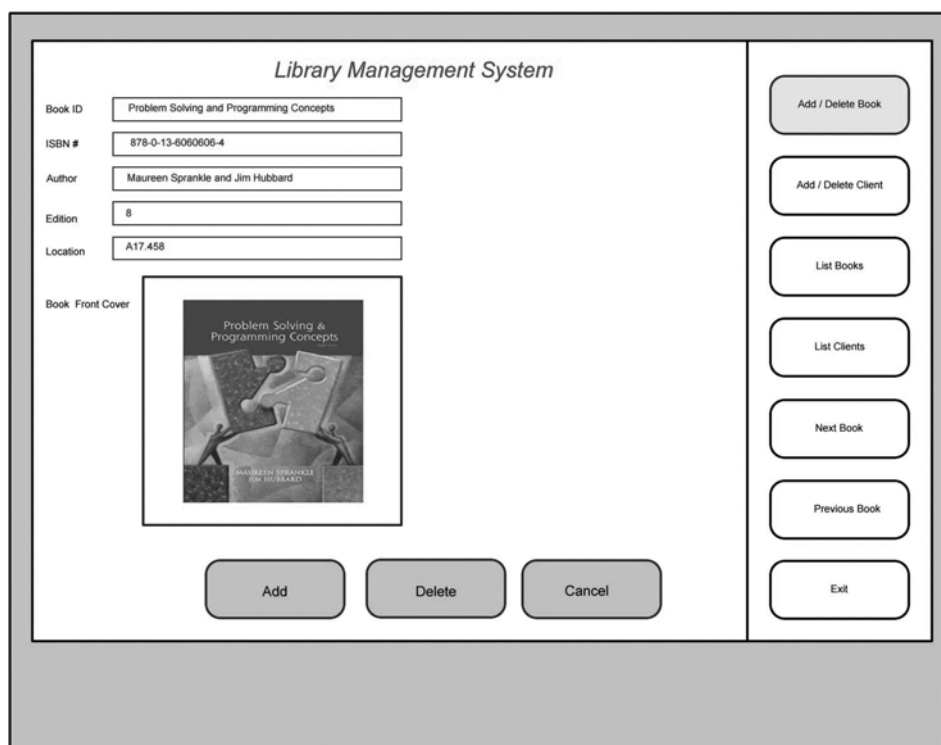 Library Management System
Book ID
Problem Solving and Programming Concepts
ISBN #
878-0-13-6060606-4
Author
Maureen Sprankle and Jim Hubbard
Edition
8
Location
A17.458
Book Front Cover
Problem Solving &
Programming Concepts
MAUREEN SPRANKLE
JIM HUBBARD
Add
Delete
Cancel
Add / Delete Book
Add / Delete Client
List Books
List Clients
Next Book
Previous Book
Exit